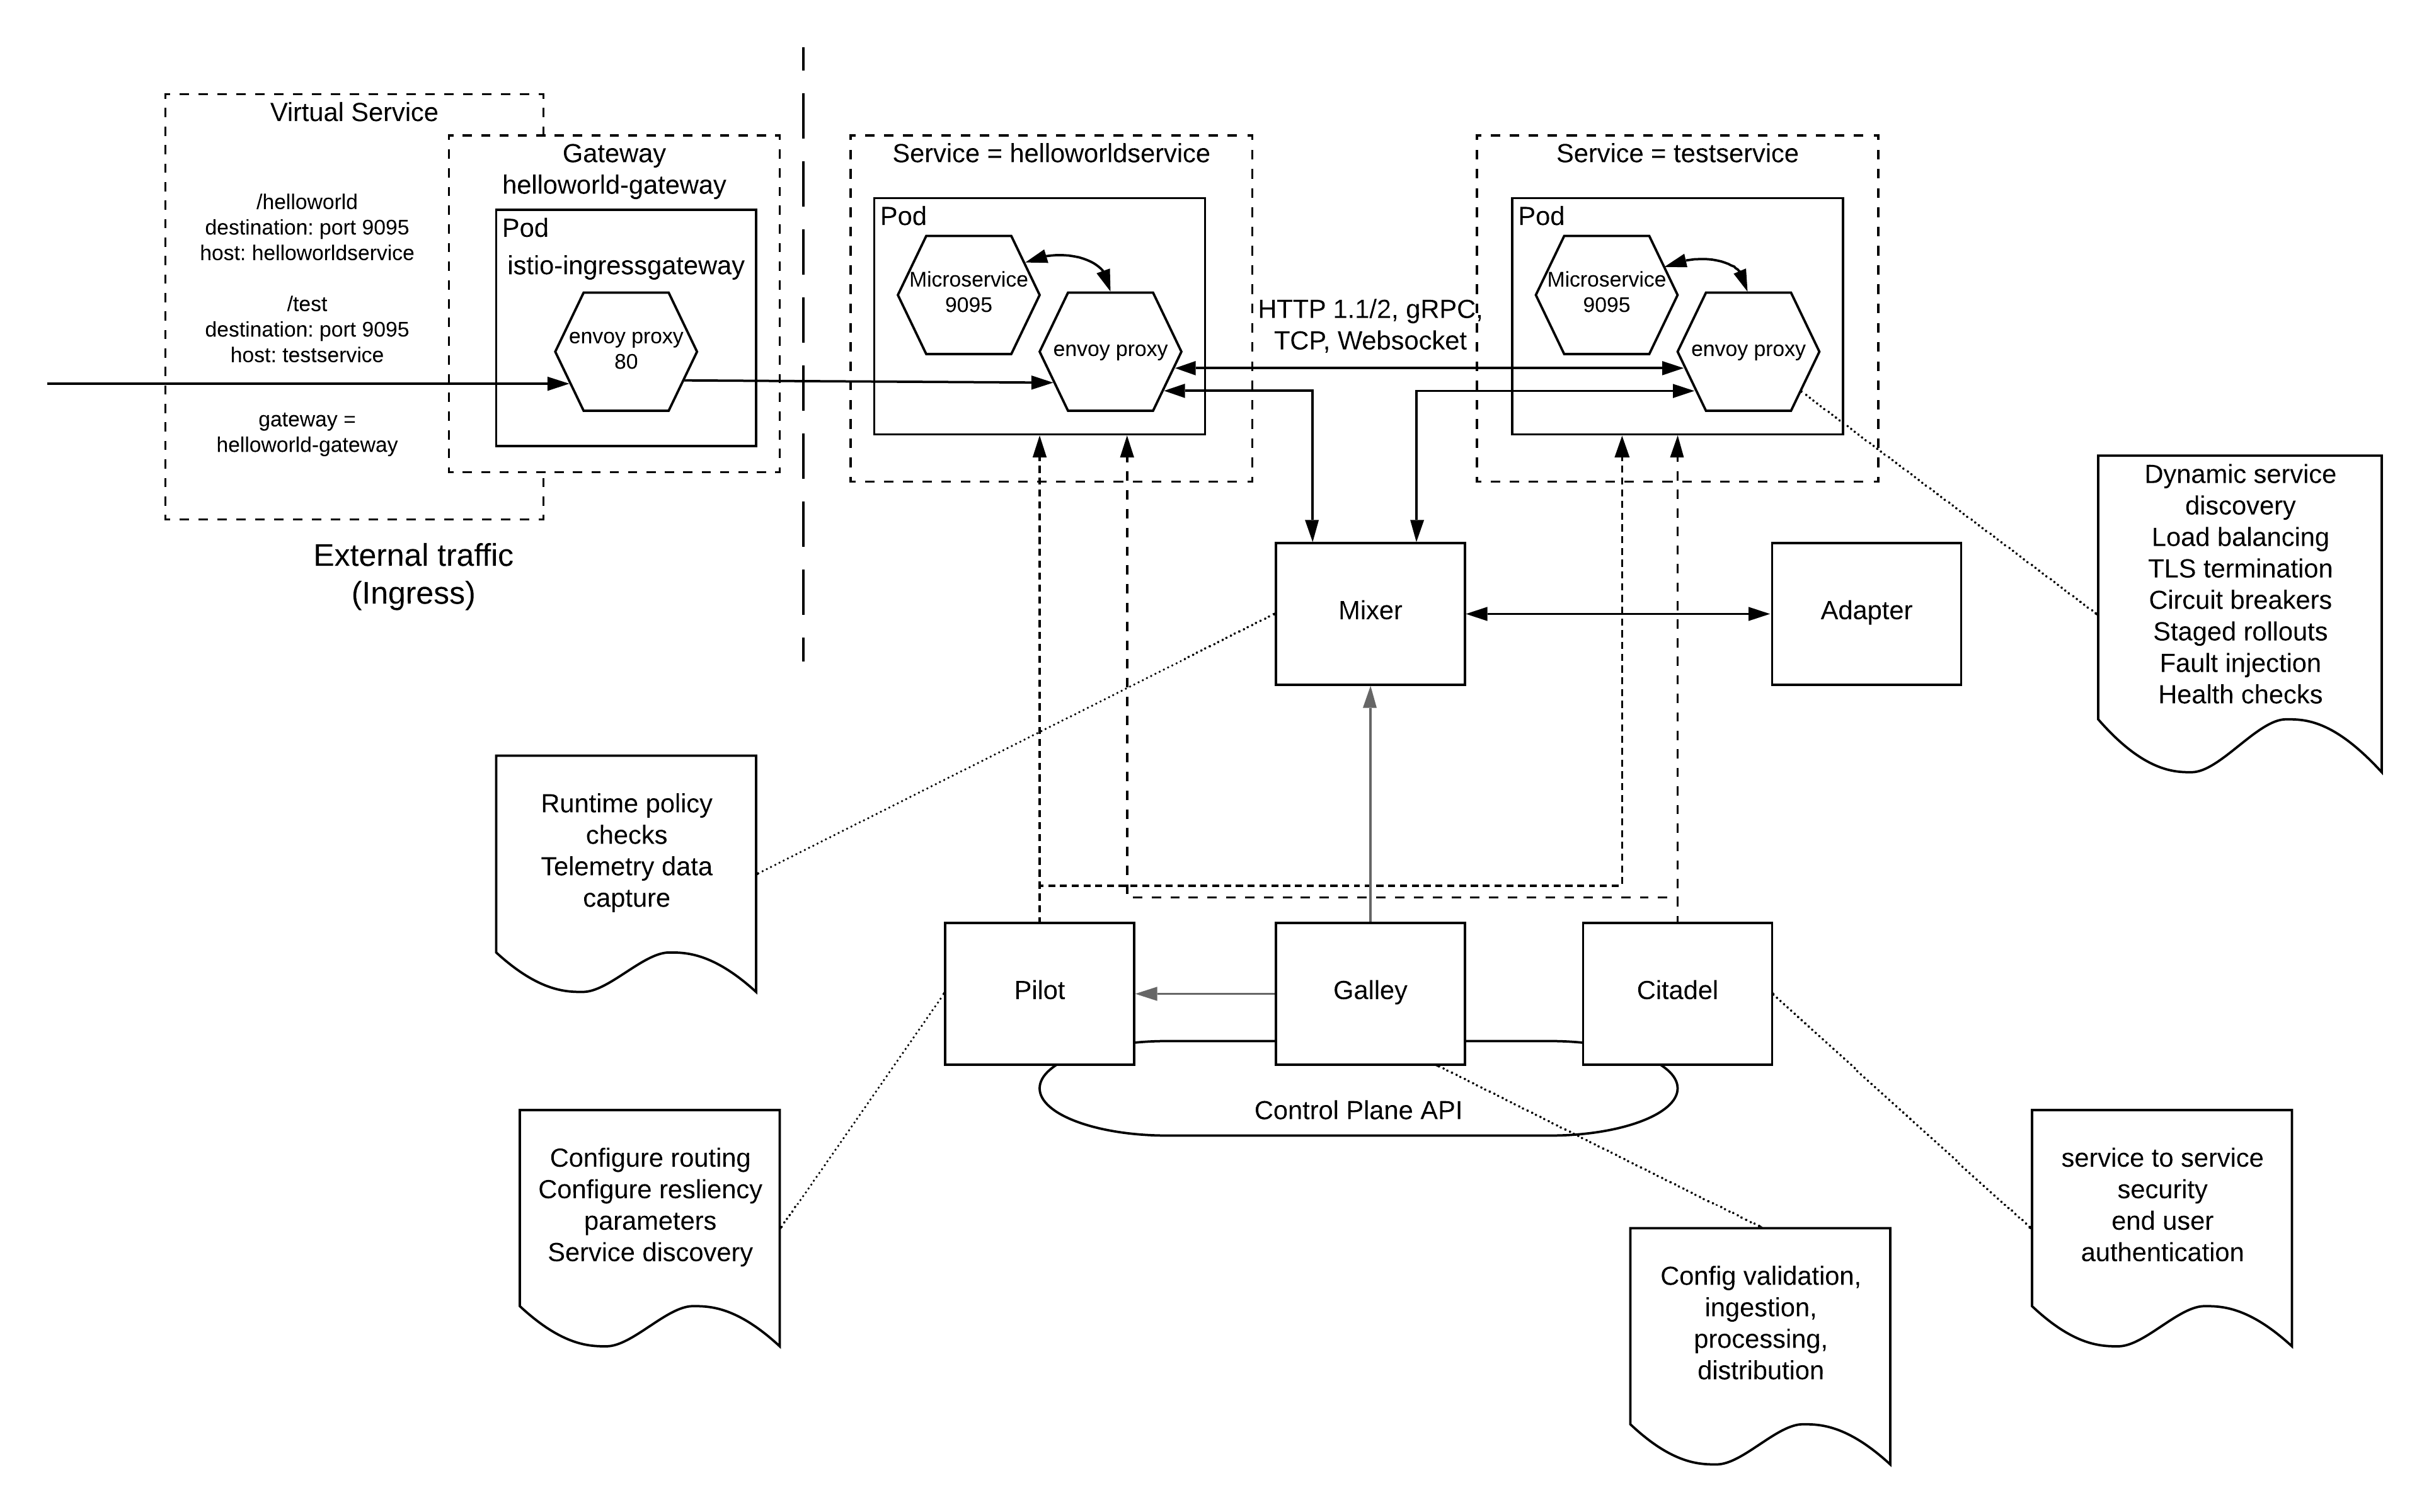 Virtual Service
/helloworld
destination: port 9095
host: helloworldservice
/test
destination: port 9095
host: testservice
gateway =
helloworld-gateway
External traffic
(Ingress)
Gateway
helloworld-gateway
Pod
istio-ingressgateway
envoy proxy
80
Service = helloworldservice
Pod
Microservice
9095
envoy proxy
HTTP 1.1/2, gRPC,
TCP, Websocket
Service = testservice
Pod
Microservice
9095
envoy proxy
Dynamic service
discovery
Load balancing
TLS termination
Circuit breakers
Staged rollouts
Fault injection
Health checks
Mixer
Adapter
Runtime policy
checks
Telemetry data
capture
Pilot
Galley
Citadel
Control Plane API
Configure routing
Configure resliency
parameters
Service discovery
service to service
security
end user
authentication
Config validation,
ingestion,
processing,
distribution